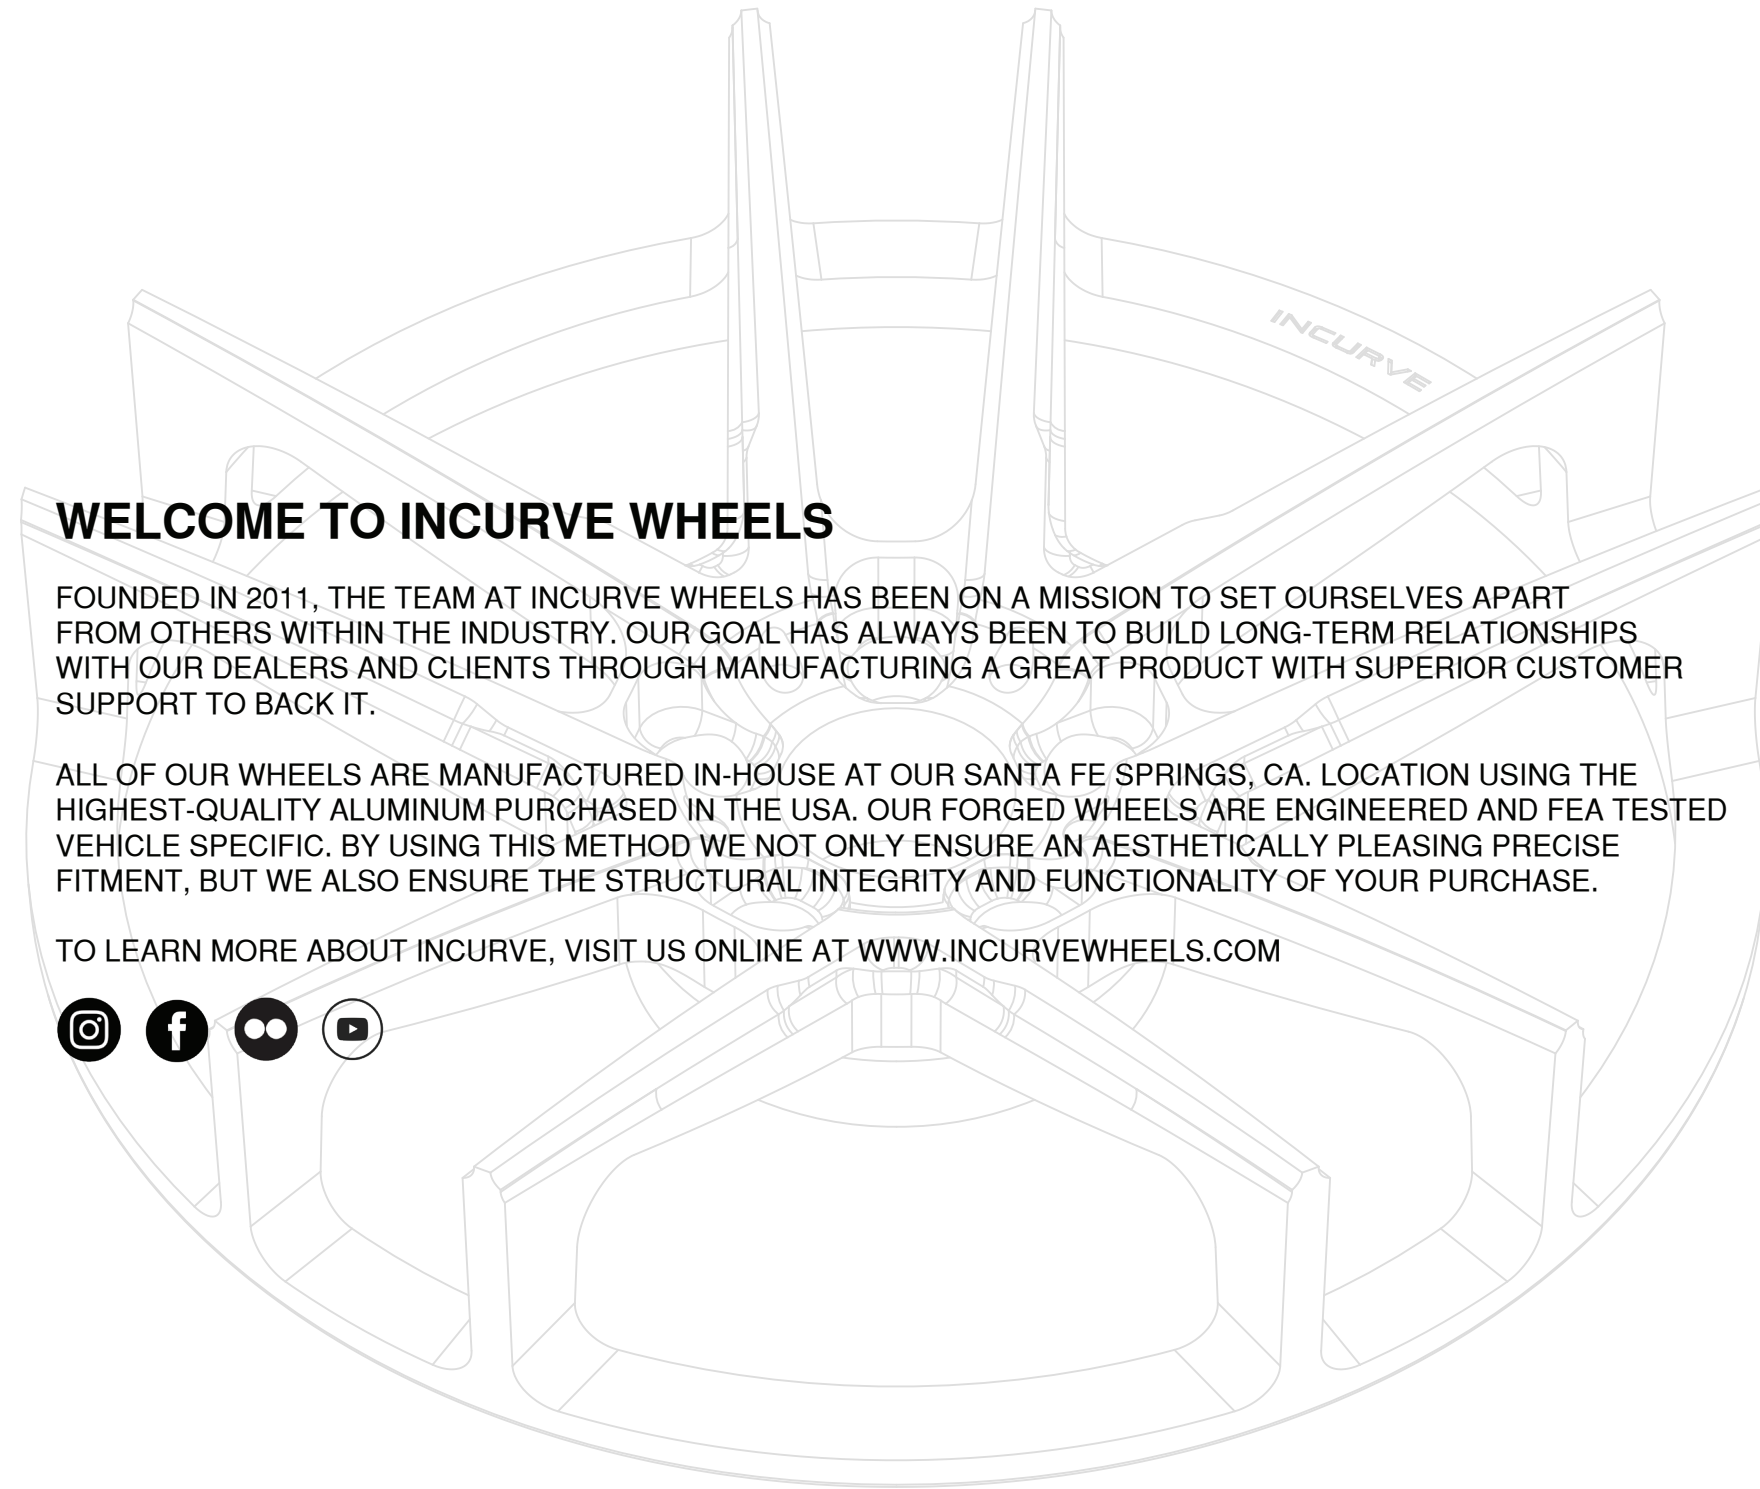 INCURVE
WELCOME TO INCURVE WHEELS
FOUNDED IN 2011, THE TEAM AT INCURVE WHEELS HAS BEEN ON A MISSION TO SET OURSELVES APART
FROM OTHERS WITHIN THE INDUSTRY. OUR GOAL HAS ALWAYS BEEN TO BUILD LONG-TERM RELATIONSHIPS
WITH OUR DEALERS AND CLIENTS THROUGH MANUFACTURING A GREAT PRODUCT WITH SUPERIOR CUSTOMER
SUPPORT TO BACK IT.
ALL OF OUR WHEELS ARE MANUFACTURED IN-HOUSE AT OUR SANTA FE SPRINGS, CA. LOCATION USING THE
HIGHEST-QUALITY ALUMINUM PURCHASED IN THE USA. OUR FORGED WHEELS ARE ENGINEERED AND FEA TESTED
VEHICLE SPECIFIC. BY USING THIS METHOD WE NOT ONLY ENSURE AN AESTHETICALLY PLEASING PRECISE
FITMENT, BUT WE ALSO ENSURE THE STRUCTURAL INTEGRITY AND FUNCTIONALITY OF YOUR PURCHASE.
TO LEARN MORE ABOUT INCURVE, VISIT US ONLINE AT WWW.INCURVEWHEELS.COM